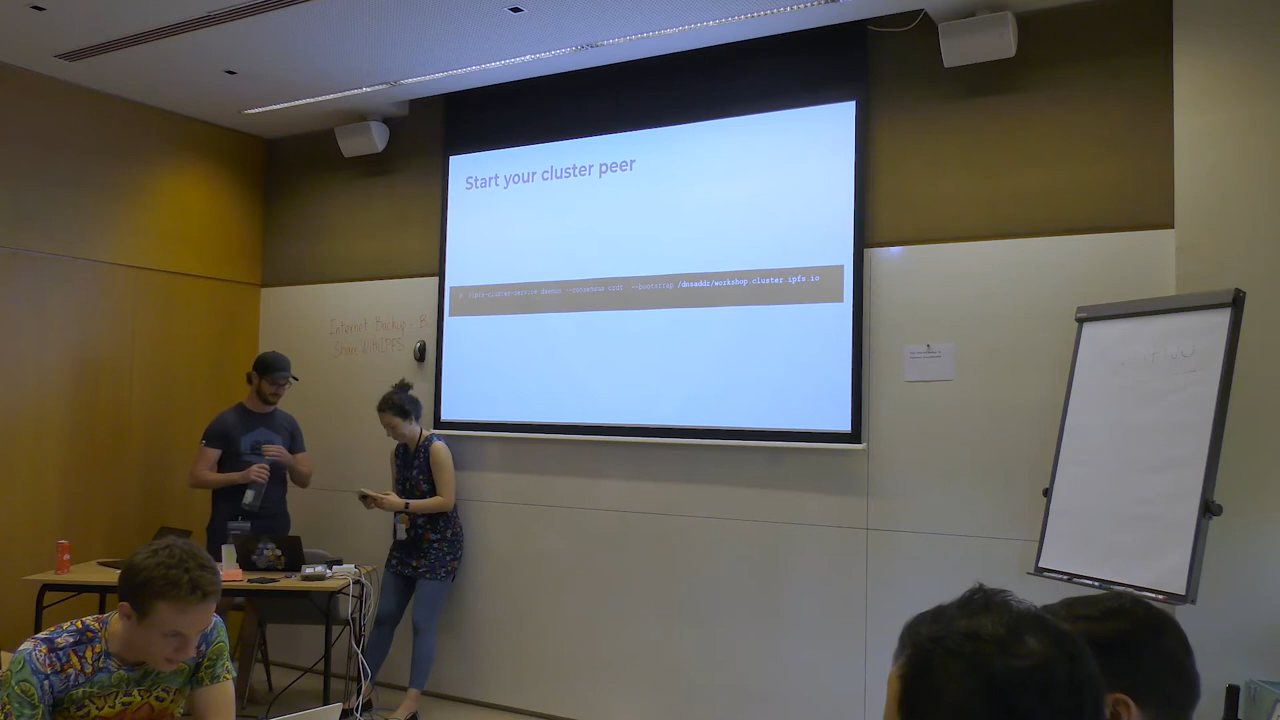 Start your cluster peer
# ipfs-cluster-service daemon --consensus crdt --bootstrap /dnsaddr/workshop.cluster.ipfs.io
Internet Backup - B
Share with IPFS